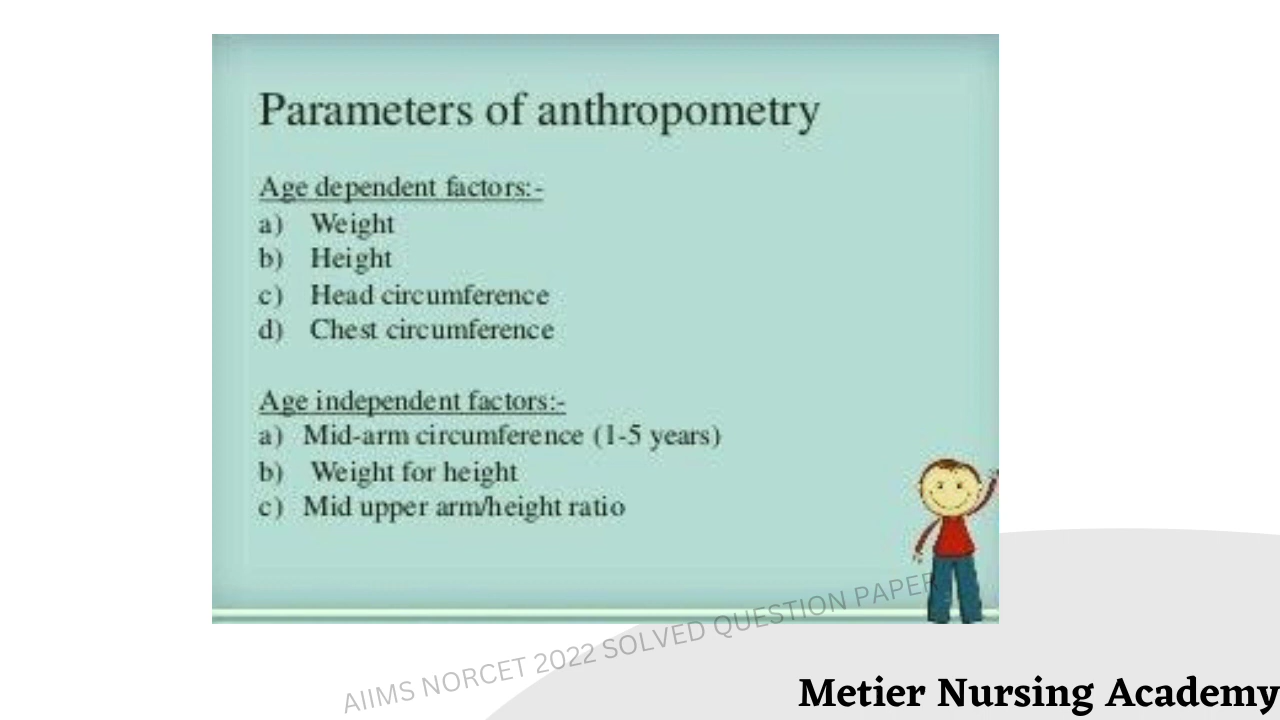 Parameters of anthropometry
Age dependent factors:-
a) Weight
b) Height
c) Head circumference
d) Chest circumference
Age independent factors:-
a) Mid-arm circumference (1-5 years)
b) Weight for height
c) Mid upper arm/height ratio
AIIMS NORCET 2022 SOLVED QUESTION PAPER
Metier Nursing Academy